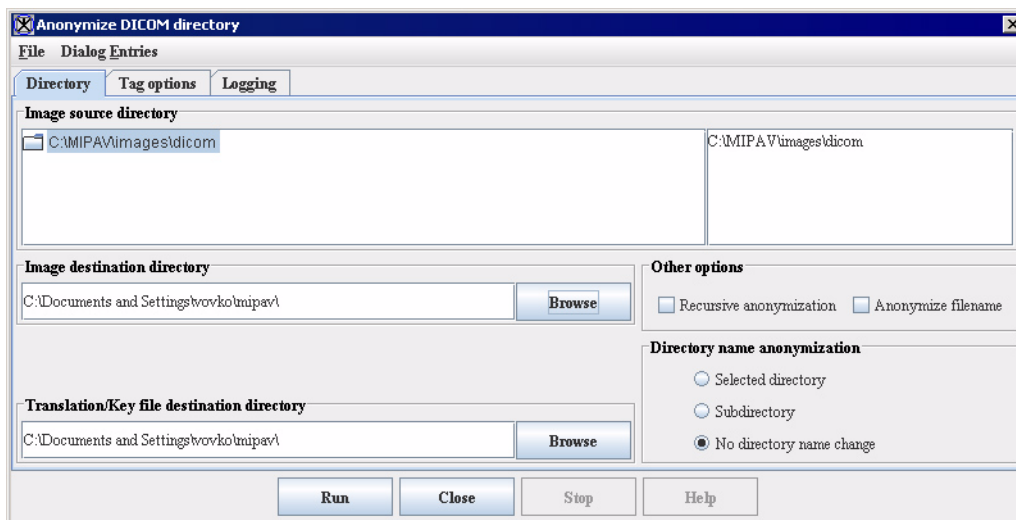 Anonymize DICOM directory
File Dialog Entries
Directory Tag options Logging
Image source directory
C:\MIPAV\images\dicom C:\MIPAV\images\dicom
Image destination directory
C:\Documents and Settings\vovko\mipav\ Browse
Other options
Recursive anonymization Anonymize filename
Directory name anonymization
Selected directory
Subdirectory
No directory name change
Translation/Key file destination directory
C:\Documents and Settings\vovko\mipav\ Browse
Run Close Stop Help